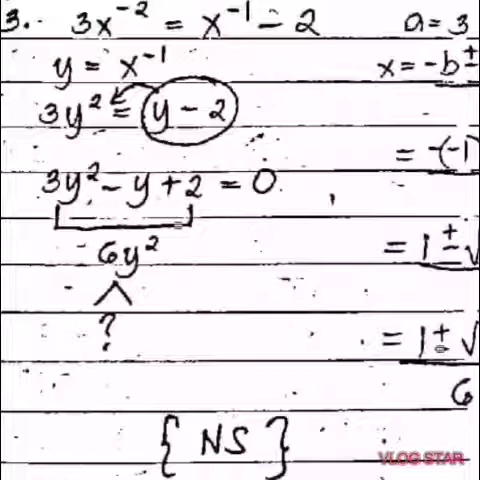 3. 3x⁻² = x⁻¹ − 2
y = x⁻¹
3y² = y − 2
3y² − y + 2 = 0
6y²
?
{ NS }
a = 3
x = −b ±
= −(−1)
= 1 ± √
= 1 ± √
6
VLOG STAR